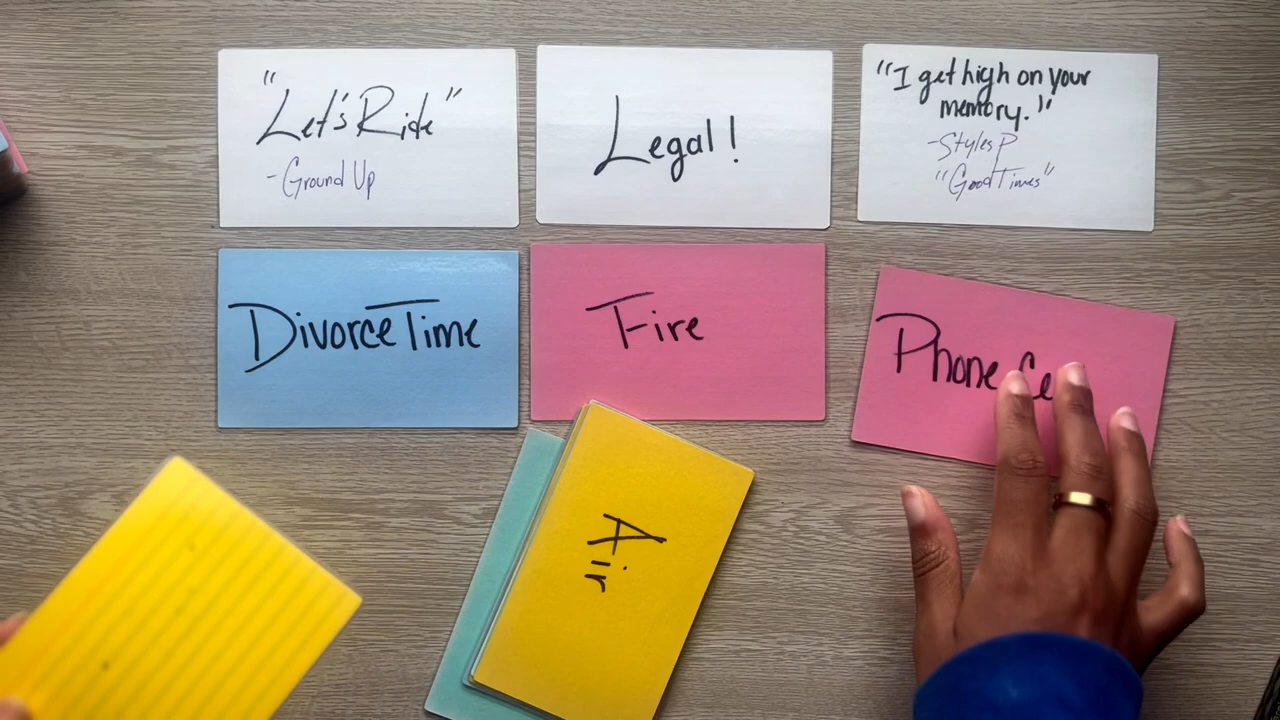 "Let's Ride"
-Ground Up
Legal!
"I get high on your
memory."
-Styles P
"Good Times"
Divorce Time
Fire
Phone
Air